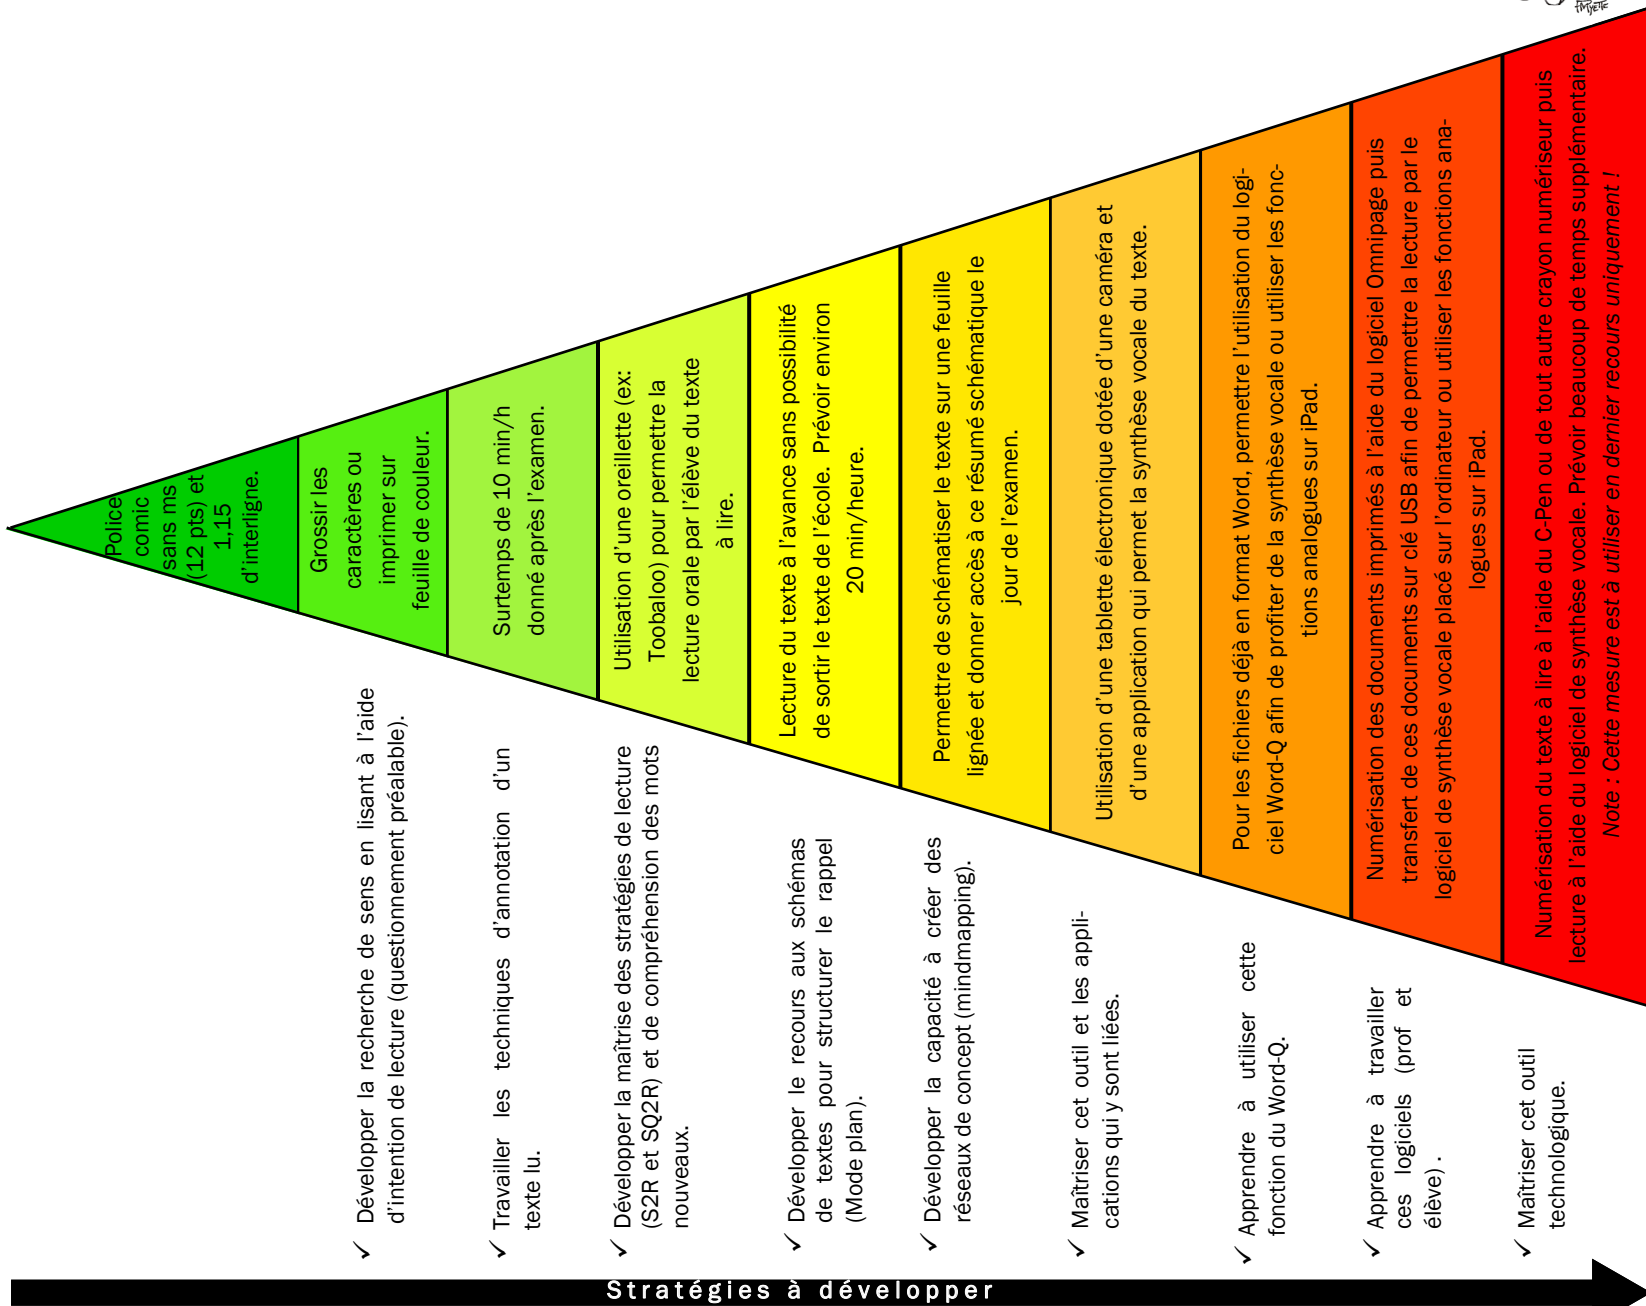 Police
comic
sans ms
(12 pts) et
1,15
d'interligne.
Grossir les
caractères ou
imprimer sur
feuille de couleur.
Surtemps de 10 min/h
donné après l'examen.
Utilisation d'une oreillette (ex:
Toobaloo) pour permettre la
lecture orale par l'élève du texte
à lire.
Lecture du texte à l'avance sans possibilité
de sortir le texte de l'école. Prévoir environ
20 min/heure.
Permettre de schématiser le texte sur une feuille
lignée et donner accès à ce résumé schématique le
jour de l'examen.
Utilisation d'une tablette électronique dotée d'une caméra et
d'une application qui permet la synthèse vocale du texte.
Pour les fichiers déjà en format Word, permettre l'utilisation du logi-
ciel Word-Q afin de profiter de la synthèse vocale ou utiliser les fonc-
tions analogues sur iPad.
Numérisation des documents imprimés à l'aide du logiciel Omnipage puis
transfert de ces documents sur clé USB afin de permettre la lecture par le
logiciel de synthèse vocale placé sur l'ordinateur ou utiliser les fonctions ana-
logues sur iPad.
Numérisation du texte à lire à l'aide du C-Pen ou de tout autre crayon numériseur puis
lecture à l'aide du logiciel de synthèse vocale. Prévoir beaucoup de temps supplémentaire.
Note : Cette mesure est à utiliser en dernier recours uniquement !
✓ Développer la recherche de sens en lisant à l'aide
d'intention de lecture (questionnement préalable).
✓ Travailler les techniques d'annotation d'un
texte lu.
✓ Développer la maîtrise des stratégies de lecture
(S2R et SQ2R) et de compréhension des mots
nouveaux.
✓ Développer le recours aux schémas
de textes pour structurer le rappel
(Mode plan).
✓ Développer la capacité à créer des
réseaux de concept (mindmapping).
✓ Maîtriser cet outil et les appli-
cations qui y sont liées.
✓ Apprendre à utiliser cette
fonction du Word-Q.
✓ Apprendre à travailler
ces logiciels (prof et
élève) .
✓ Maîtriser cet outil
technologique.
Stratégies à développer